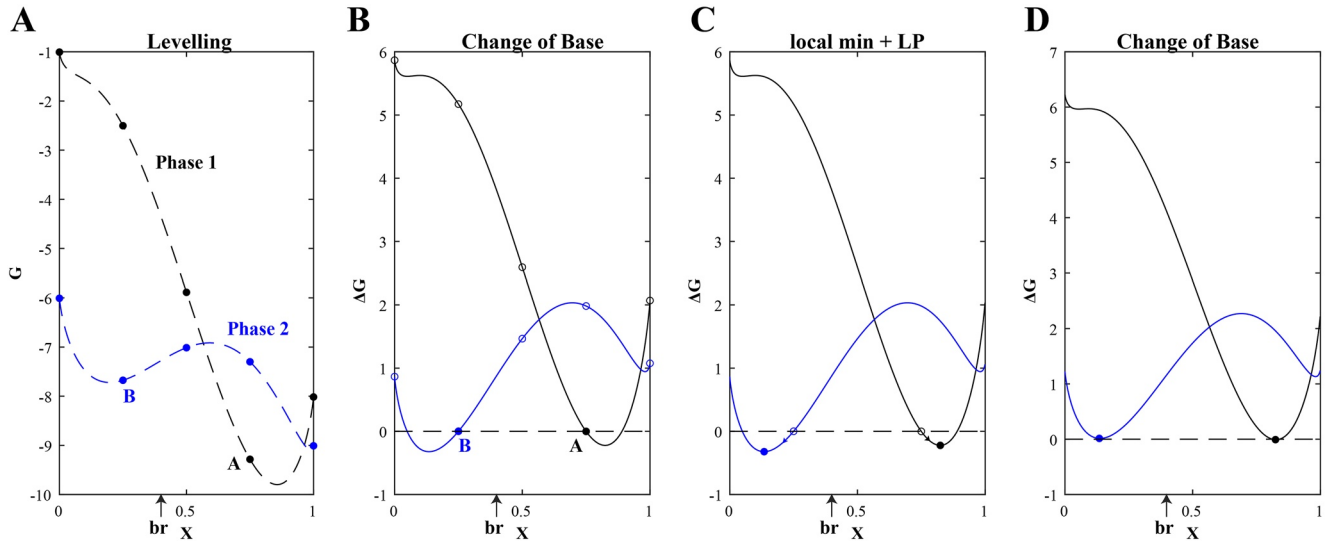 A
Levelling
-1
-2
-3
-4
-5
-6
-7
-8
-9
-10
G
Phase 1
Phase 2
B
A
0
0.5
1
br
X
B
Change of Base
6
5
4
3
2
1
0
-1
ΔG
B
A
0
0.5
1
br
X
C
local min + LP
6
5
4
3
2
1
0
-1
ΔG
0
0.5
1
br
X
D
Change of Base
7
6
5
4
3
2
1
0
-1
ΔG
0
0.5
1
br
X